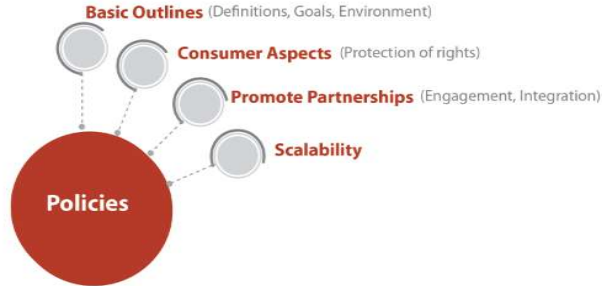 Basic Outlines (Definitions, Goals, Environment)
Consumer Aspects (Protection of rights)
Promote Partnerships (Engagement, Integration)
Scalability
Policies